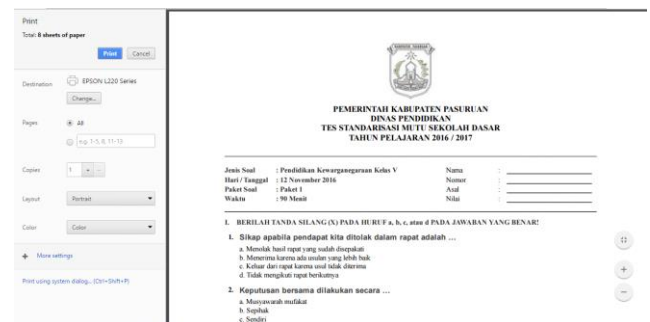 Print
Total: 8 sheets of paper
Print Cancel
Destination EPSON L220 Series
Change...
Pages All
e.g. 1-5, 8, 11-13
Copies 1 + -
Layout Portrait
Color Color
+ More settings
Print using system dialog... (Ctrl+Shift+P)
PEMERINTAH KABUPATEN PASURUAN
DINAS PENDIDIKAN
TES STANDARISASI MUTU SEKOLAH DASAR
TAHUN PELAJARAN 2016 / 2017
Jenis Soal : Pendidikan Kewarganegaraan Kelas V Nama :
Hari / Tanggal : 12 November 2016 Nomor :
Paket Soal : Paket 1 Asal :
Waktu : 90 Menit Nilai :
I. BERILAH TANDA SILANG (X) PADA HURUF a, b, c, atau d PADA JAWABAN YANG BENAR!
1. Sikap apabila pendapat kita ditolak dalam rapat adalah ...
a. Menolak hasil rapat yang sudah disepakati
b. Menerima karena ada usulan yang lebih baik
c. Keluar dari rapat karena usul tidak diterima
d. Tidak mengikuti rapat berikutnya
2. Keputusan bersama dilakukan secara ...
a. Musyawarah mufakat
b. Sepihak
c. Sendiri